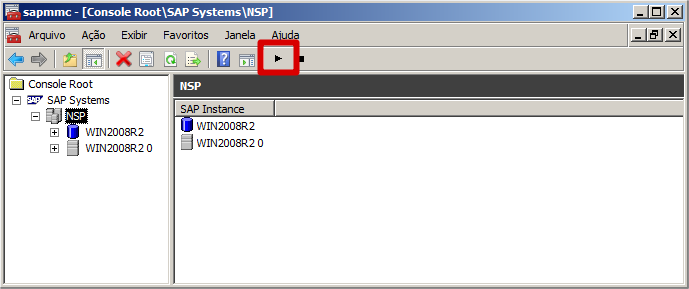 sapmmc - [Console Root\SAP Systems\NSP]
Arquivo Ação Exibir Favoritos Janela Ajuda
Console Root
SAP SAP Systems
NSP
WIN2008R2
WIN2008R2 0
NSP
SAP Instance
WIN2008R2
WIN2008R2 0